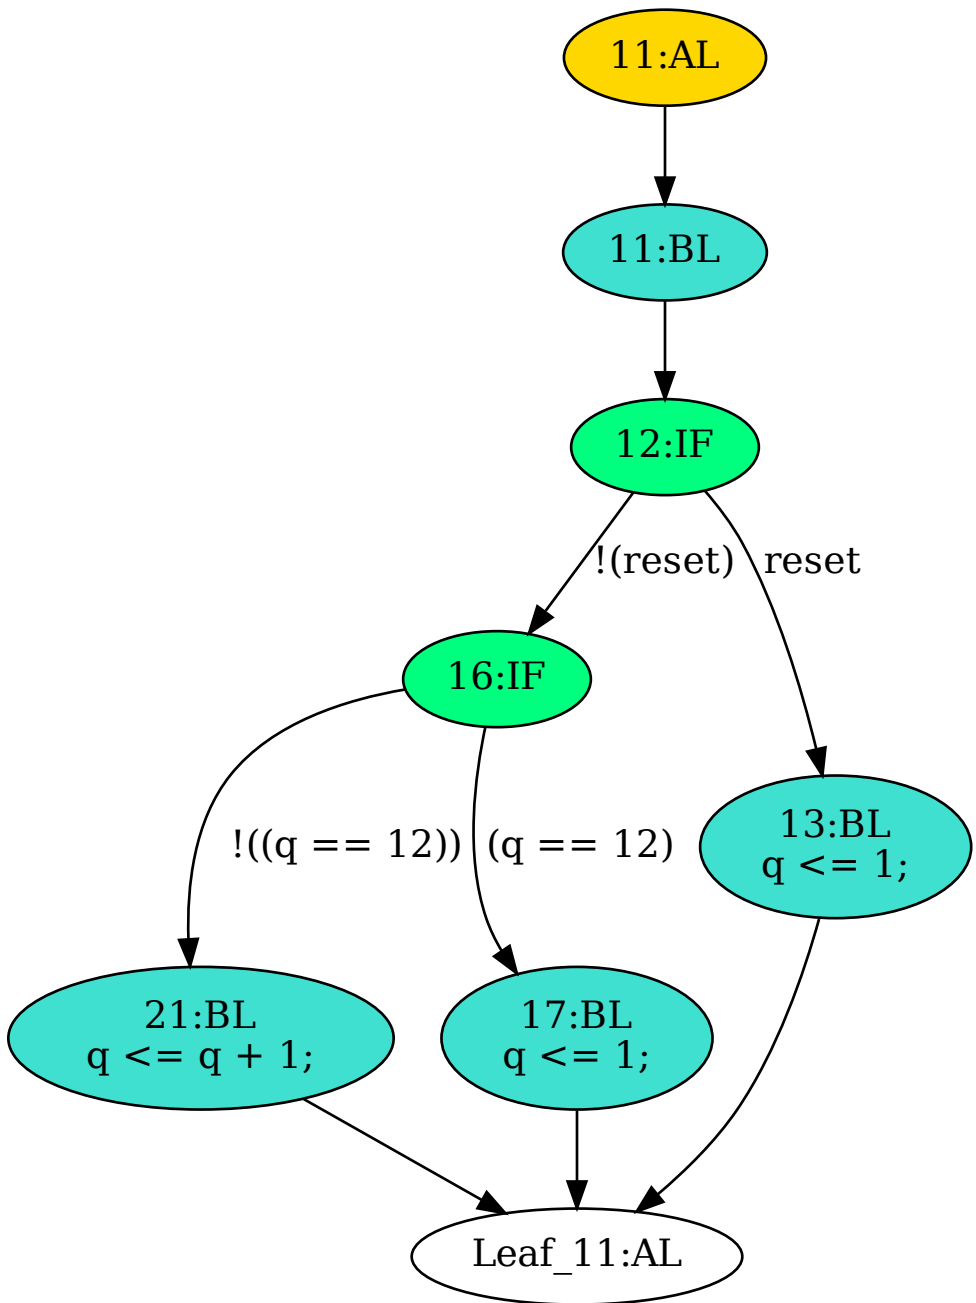 11:AL
11:BL
12:IF
!(reset)
reset
16:IF
!((q == 12))
(q == 12)
13:BL
q <= 1;
21:BL
q <= q + 1;
17:BL
q <= 1;
Leaf_11:AL